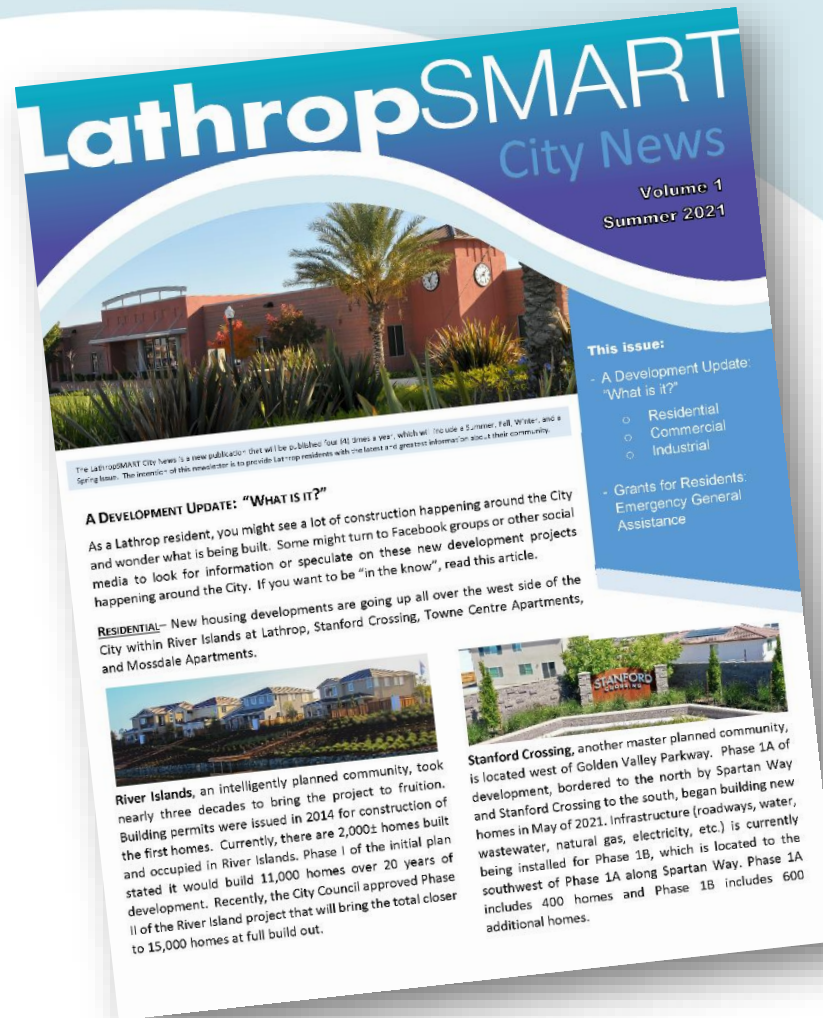 LathropSMART
City News
Volume 1
Summer 2021
This issue:
- A Development Update:
"What is it?"
○ Residential
○ Commercial
○ Industrial
- Grants for Residents:
Emergency General
Assistance
The LathropSMART City News is a new publication that will be published four (4) times a year, which will include a Summer, Fall, Winter, and a
Spring Issue. The intention of this newsletter is to provide Lathrop residents with the latest and greatest information about their community.
A DEVELOPMENT UPDATE: "WHAT IS IT?"
As a Lathrop resident, you might see a lot of construction happening around the City
and wonder what is being built. Some might turn to Facebook groups or other social
media to look for information or speculate on these new development projects
happening around the City. If you want to be "in the know", read this article.
RESIDENTIAL– New housing developments are going up all over the west side of the
City within River Islands at Lathrop, Stanford Crossing, Towne Centre Apartments,
and Mossdale Apartments.
River Islands, an intelligently planned community, took
nearly three decades to bring the project to fruition.
Building permits were issued in 2014 for construction of
the first homes. Currently, there are 2,000± homes built
and occupied in River Islands. Phase I of the initial plan
stated it would build 11,000 homes over 20 years of
development. Recently, the City Council approved Phase
II of the River Island project that will bring the total closer
to 15,000 homes at full build out.
STANFORD
CROSSING
Stanford Crossing, another master planned community,
is located west of Golden Valley Parkway. Phase 1A of
development, bordered to the north by Spartan Way
and Stanford Crossing to the south, began building new
homes in May of 2021. Infrastructure (roadways, water,
wastewater, natural gas, electricity, etc.) is currently
being installed for Phase 1B, which is located to the
southwest of Phase 1A along Spartan Way. Phase 1A
includes 400 homes and Phase 1B includes 600
additional homes.